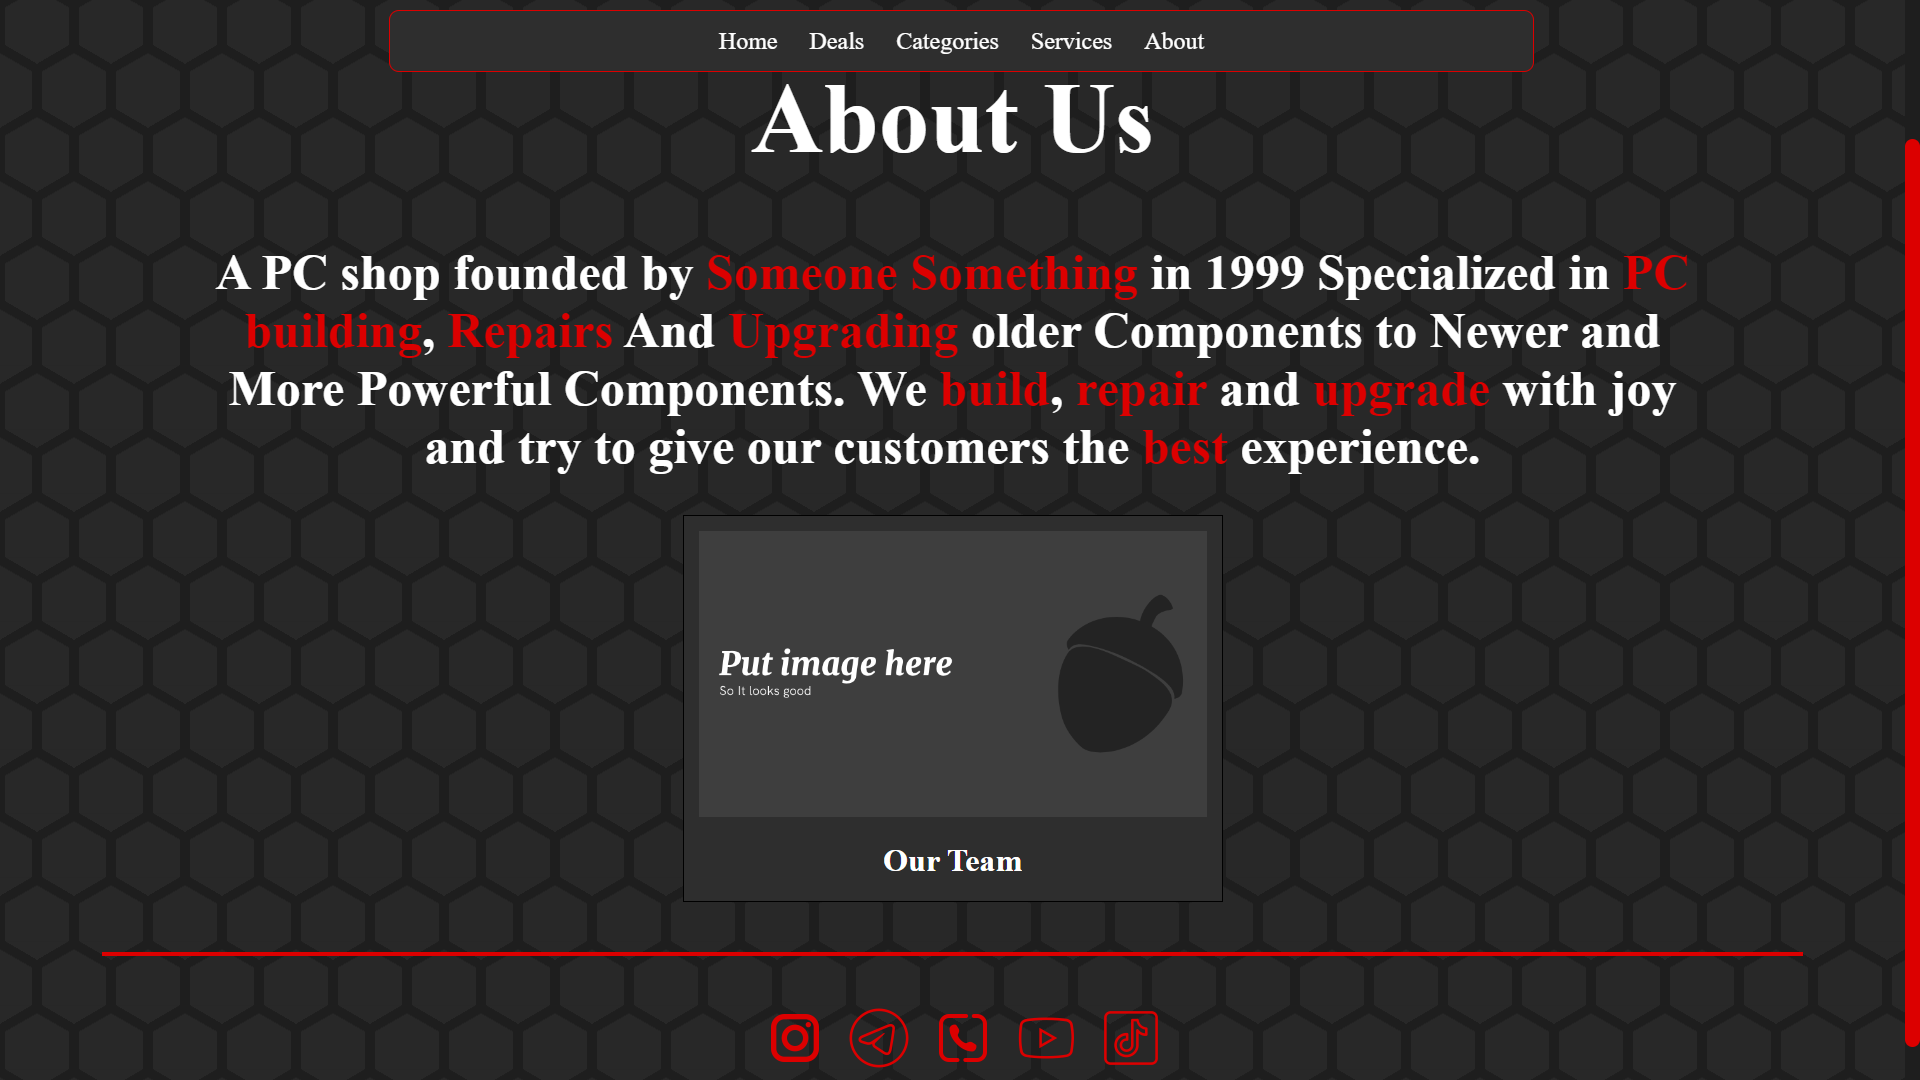 Home Deals Categories Services About
About Us
A PC shop founded by Someone Something in 1999 Specialized in PC
building, Repairs And Upgrading older Components to Newer and
More Powerful Components. We build, repair and upgrade with joy
and try to give our customers the best experience.
Put image here
So It looks good
Our Team